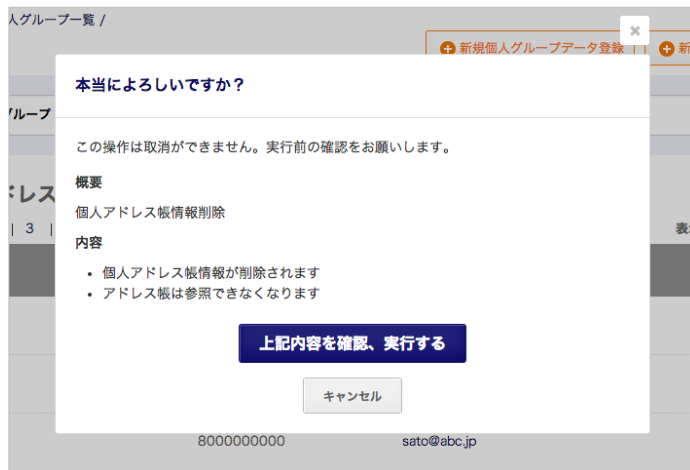 人グループ一覧 /
新規個人グループデータ登録
新
本当によろしいですか？
グループ
この操作は取消ができません。実行前の確認をお願いします。
概要
ドレス
個人アドレス帳情報削除
| 3 |
表
内容
• 個人アドレス帳情報が削除されます
• アドレス帳は参照できなくなります
上記内容を確認、実行する
キャンセル
8000000000
sato@abc.jp